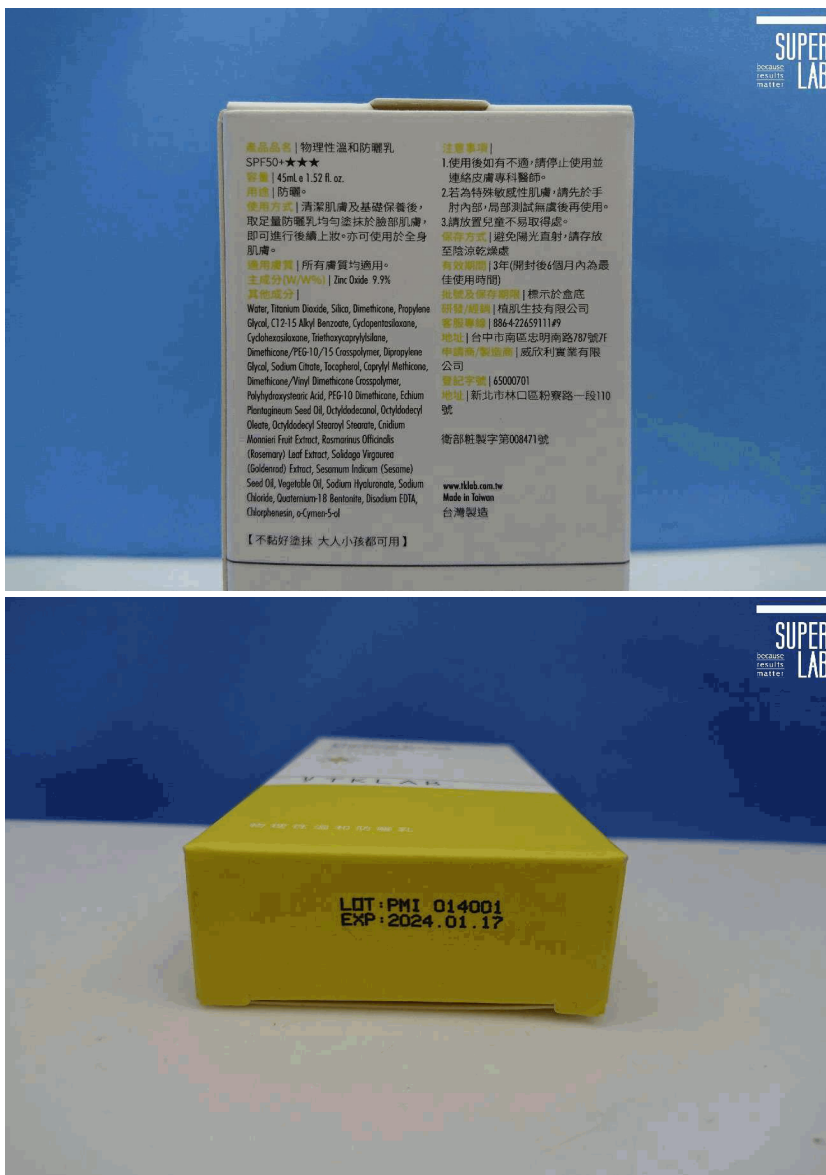 SUPER
LAB
because
results
matter
產品品名 | 物理性溫和防曬乳
SPF50+★★★
容量 | 45mL e 1.52 fl. oz.
用途 | 防曬。
使用方式 | 清潔肌膚及基礎保養後,
取足量防曬乳均勻塗抹於臉部肌膚,
即可進行後續上妝。亦可使用於全身
肌膚。
適用膚質 | 所有膚質均適用。
主成分(W/W%) | Zinc Oxide 9.9%
其他成分 |
Water, Titanium Dioxide, Silica, Dimethicone, Propylene
Glycol, C12-15 Alkyl Benzoate, Cyclopentasiloxane,
Cyclohexasiloxane, Triethoxycaprylylsilane,
Dimethicone/PEG-10/15 Crosspolymer, Dipropylene
Glycol, Sodium Citrate, Tocopherol, Caprylyl Methicone,
Dimethicone/Vinyl Dimethicone Crosspolymer,
Polyhydroxystearic Acid, PEG-10 Dimethicone, Echium
Plantagineum Seed Oil, Octyldodecanol, Octyldodecyl
Oleate, Octyldodecyl Stearoyl Stearate, Cnidium
Monnieri Fruit Extract, Rosmarinus Officinalis
(Rosemary) Leaf Extract, Solidago Virgaurea
(Goldenrod) Extract, Sesamum Indicum (Sesame)
Seed Oil, Vegetable Oil, Sodium Hyaluronate, Sodium
Chloride, Quaternium-18 Bentonite, Disodium EDTA,
Chlorphenesin, o-Cymen-5-ol
【不黏好塗抹 大人小孩都可用】
注意事項 |
1.使用後如有不適,請停止使用並
連絡皮膚專科醫師。
2.若為特殊敏感性肌膚,請先於手
肘內部,局部測試無虞後再使用。
3.請放置兒童不易取得處。
保存方式 | 避免陽光直射,請存放
至陰涼乾燥處
有效期間 | 3年(開封後6個月內為最
佳使用時間)
批號及保存期限 | 標示於盒底
研發/經銷 | 植肌生技有限公司
客服專線 | 8864-22659111#9
地址 | 台中市南區忠明南路787號7F
申請商/製造商 | 威欣利實業有限
公司
登記字號 | 65000701
地址 | 新北市林口區粉寮路一段110
號
衛部粧製字第008471號
www.tklab.com.tw
Made in Taiwan
台灣製造
SUPER
LAB
because
results
matter
TKLAB
物理性溫和防曬乳
LOT:PMI 014001
EXP:2024.01.17